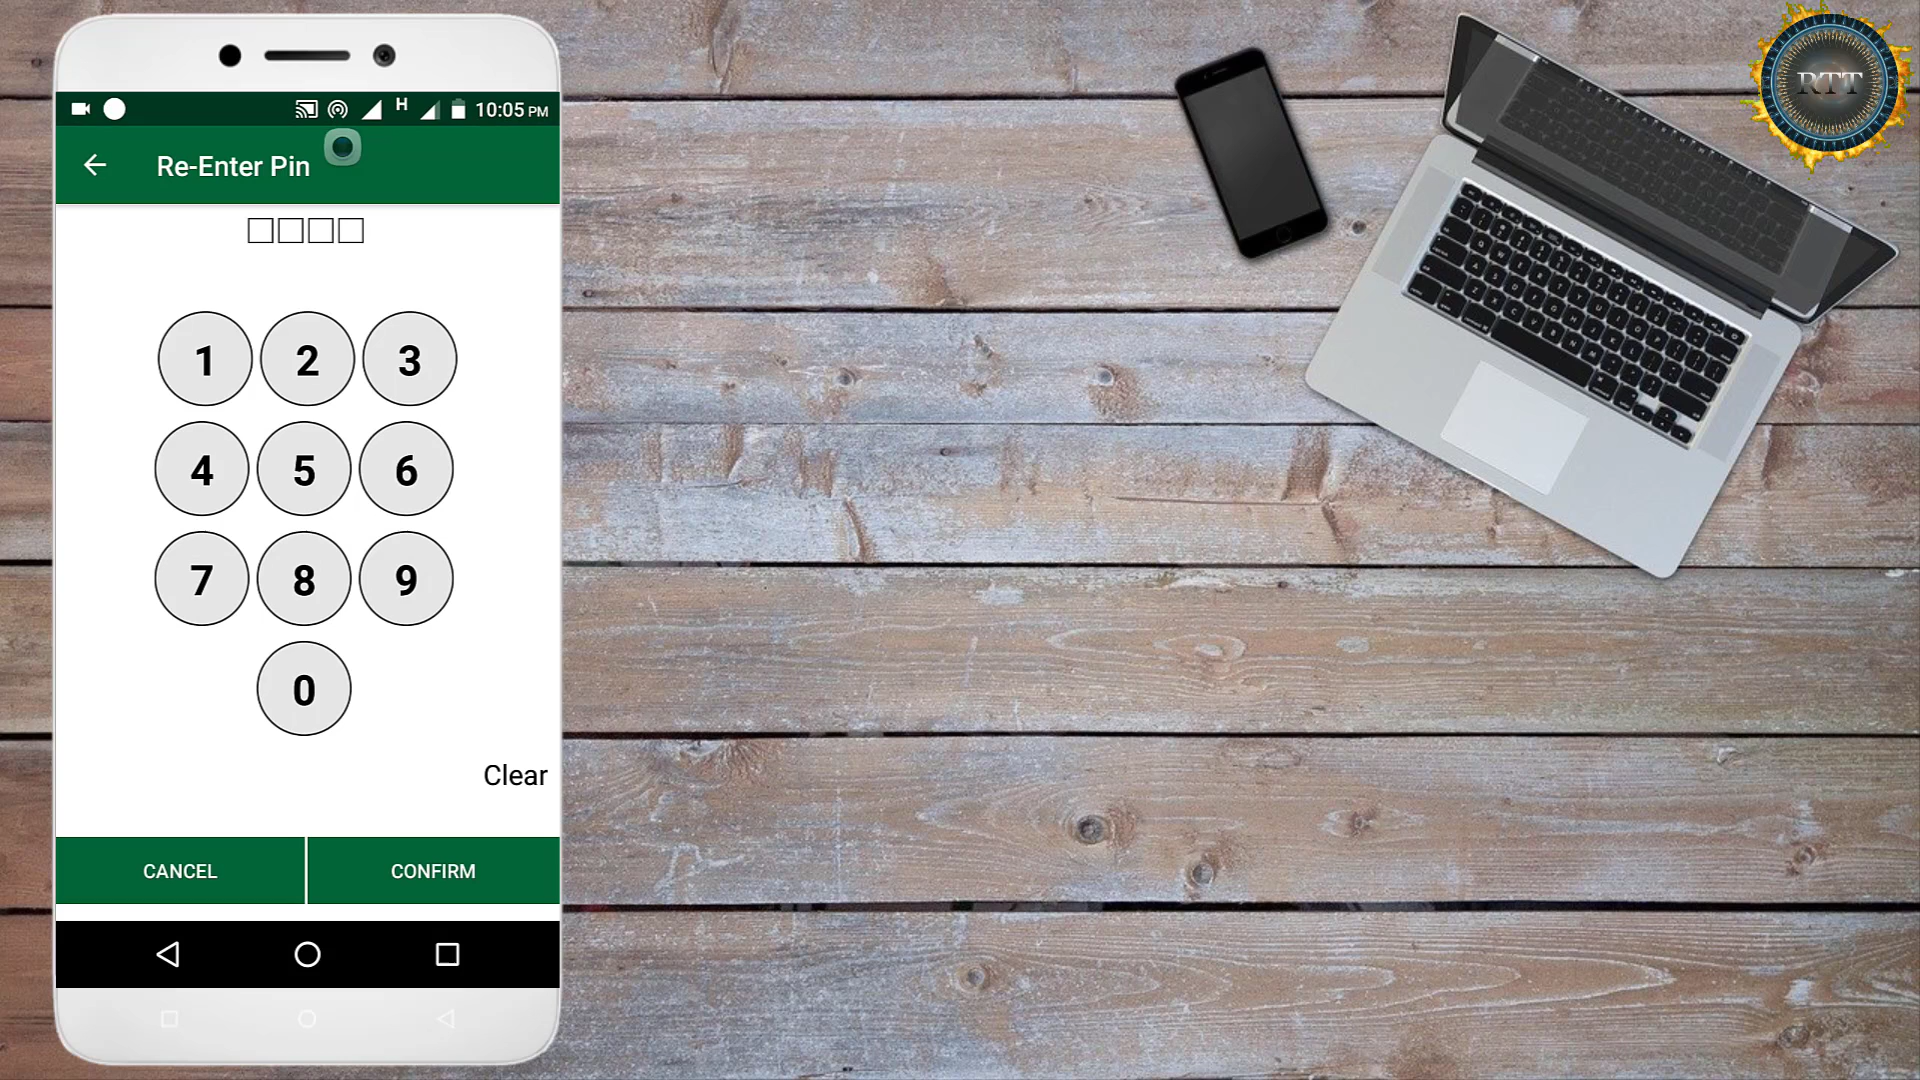 H 10:05 PM
Re-Enter Pin
1 2 3
4 5 6
7 8 9
0
Clear
CANCEL CONFIRM
RTT